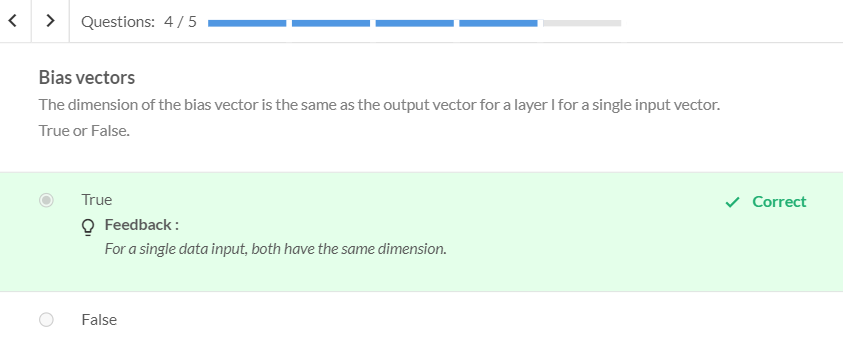 Questions: 4 / 5
Bias vectors
The dimension of the bias vector is the same as the output vector for a layer l for a single input vector.
True or False.
True
Correct
Feedback :
For a single data input, both have the same dimension.
False